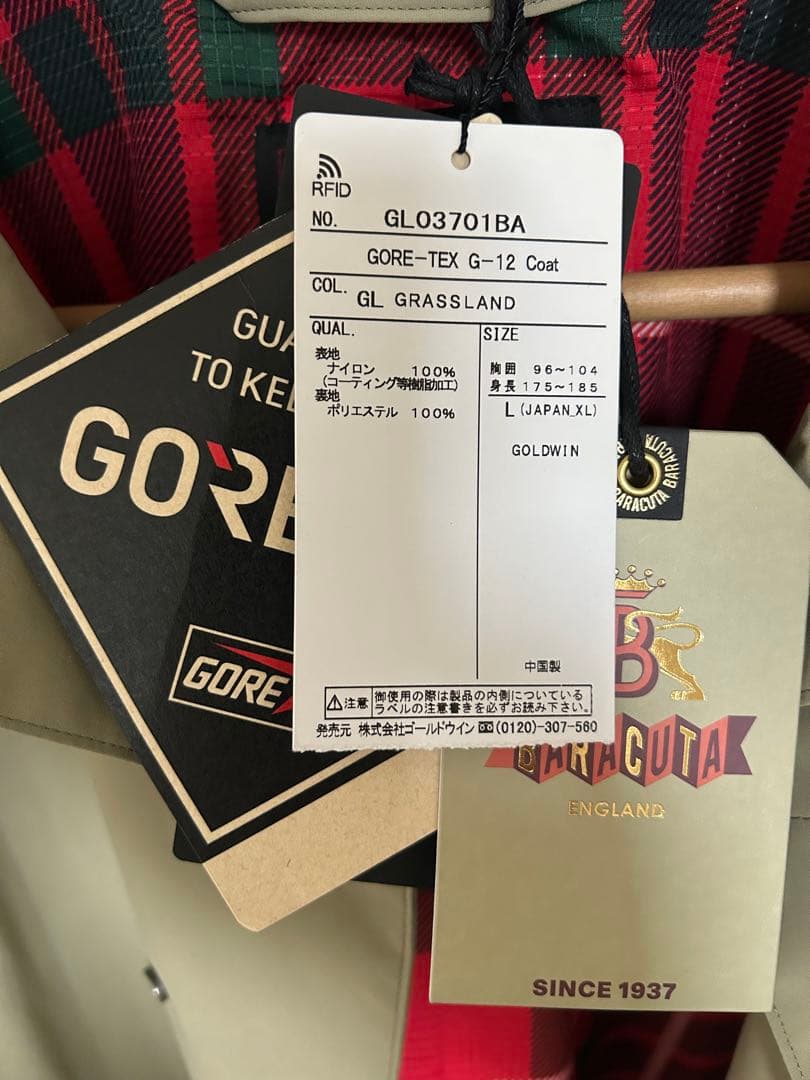 RFID
NO. GL03701BA
GORE-TEX G-12 Coat
COL. GL GRASSLAND
QUAL.
表地
ナイロン 100%
(コーティング等樹脂加工)
裏地
ポリエステル 100%
SIZE
胸囲 96~104
身長 175~185
L (JAPAN_XL)
GOLDWIN
中国製
注意 御使用の際は製品の内側についている
ラベルの注意書きを必ずお読み下さい。
発売元 株式会社ゴールドウイン (0120)-307-560
GUA
TO KEE
GORE
GORE
BARACUTA BARACUTA
B
BARACUTA
ENGLAND
SINCE 1937